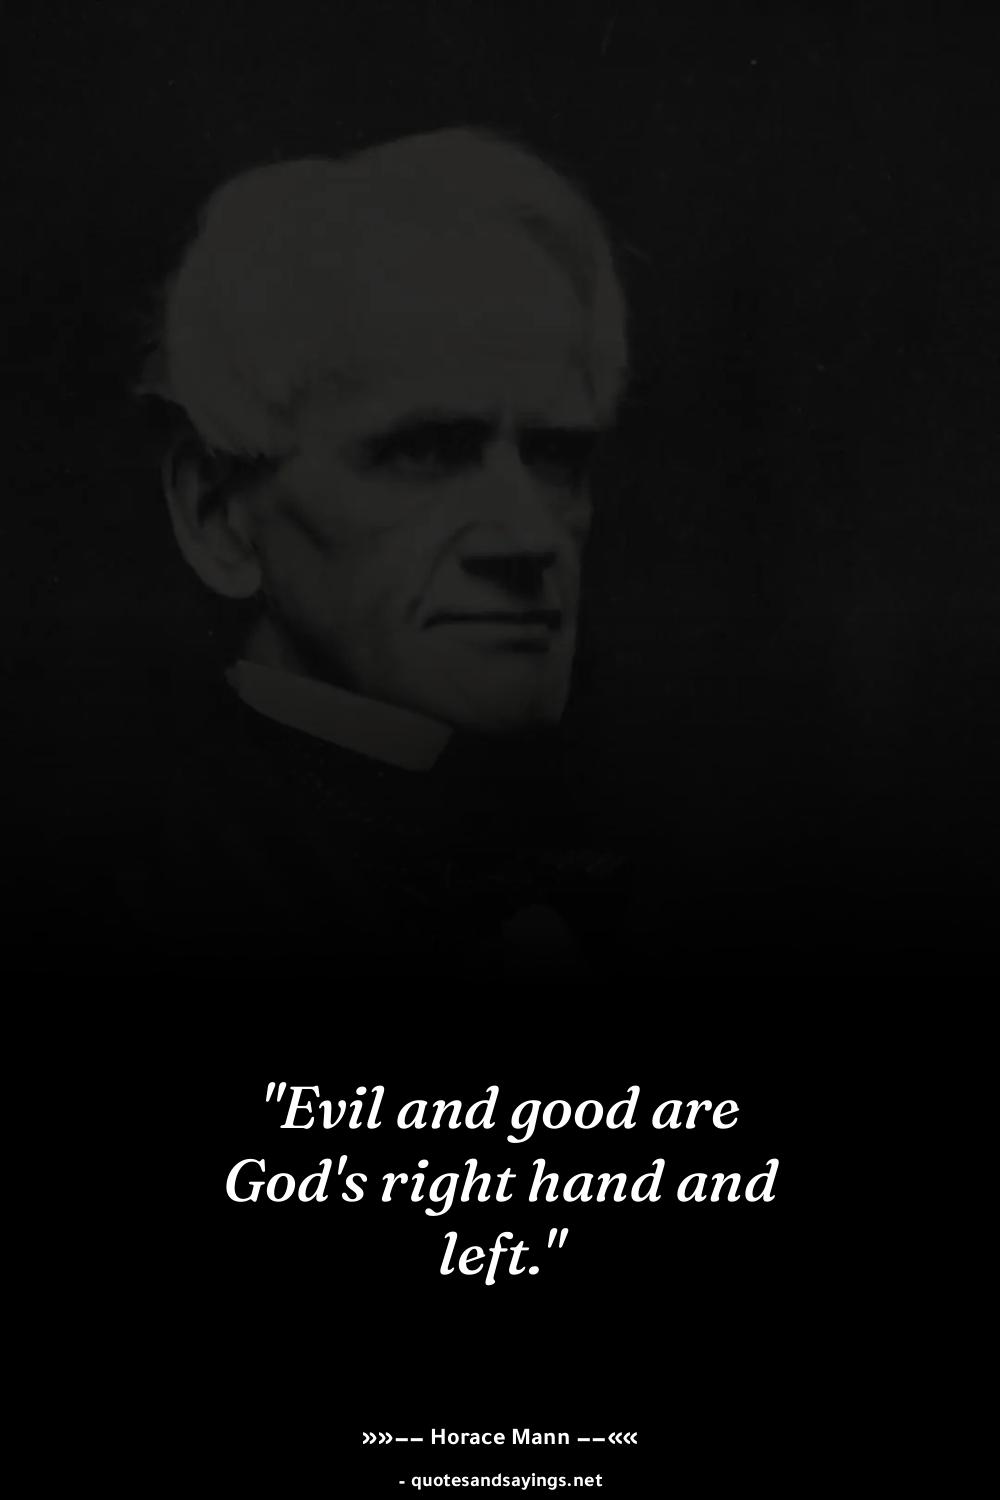 "Evil and good are
God's right hand and
left."
»»–– Horace Mann ––««
- quotesandsayings.net